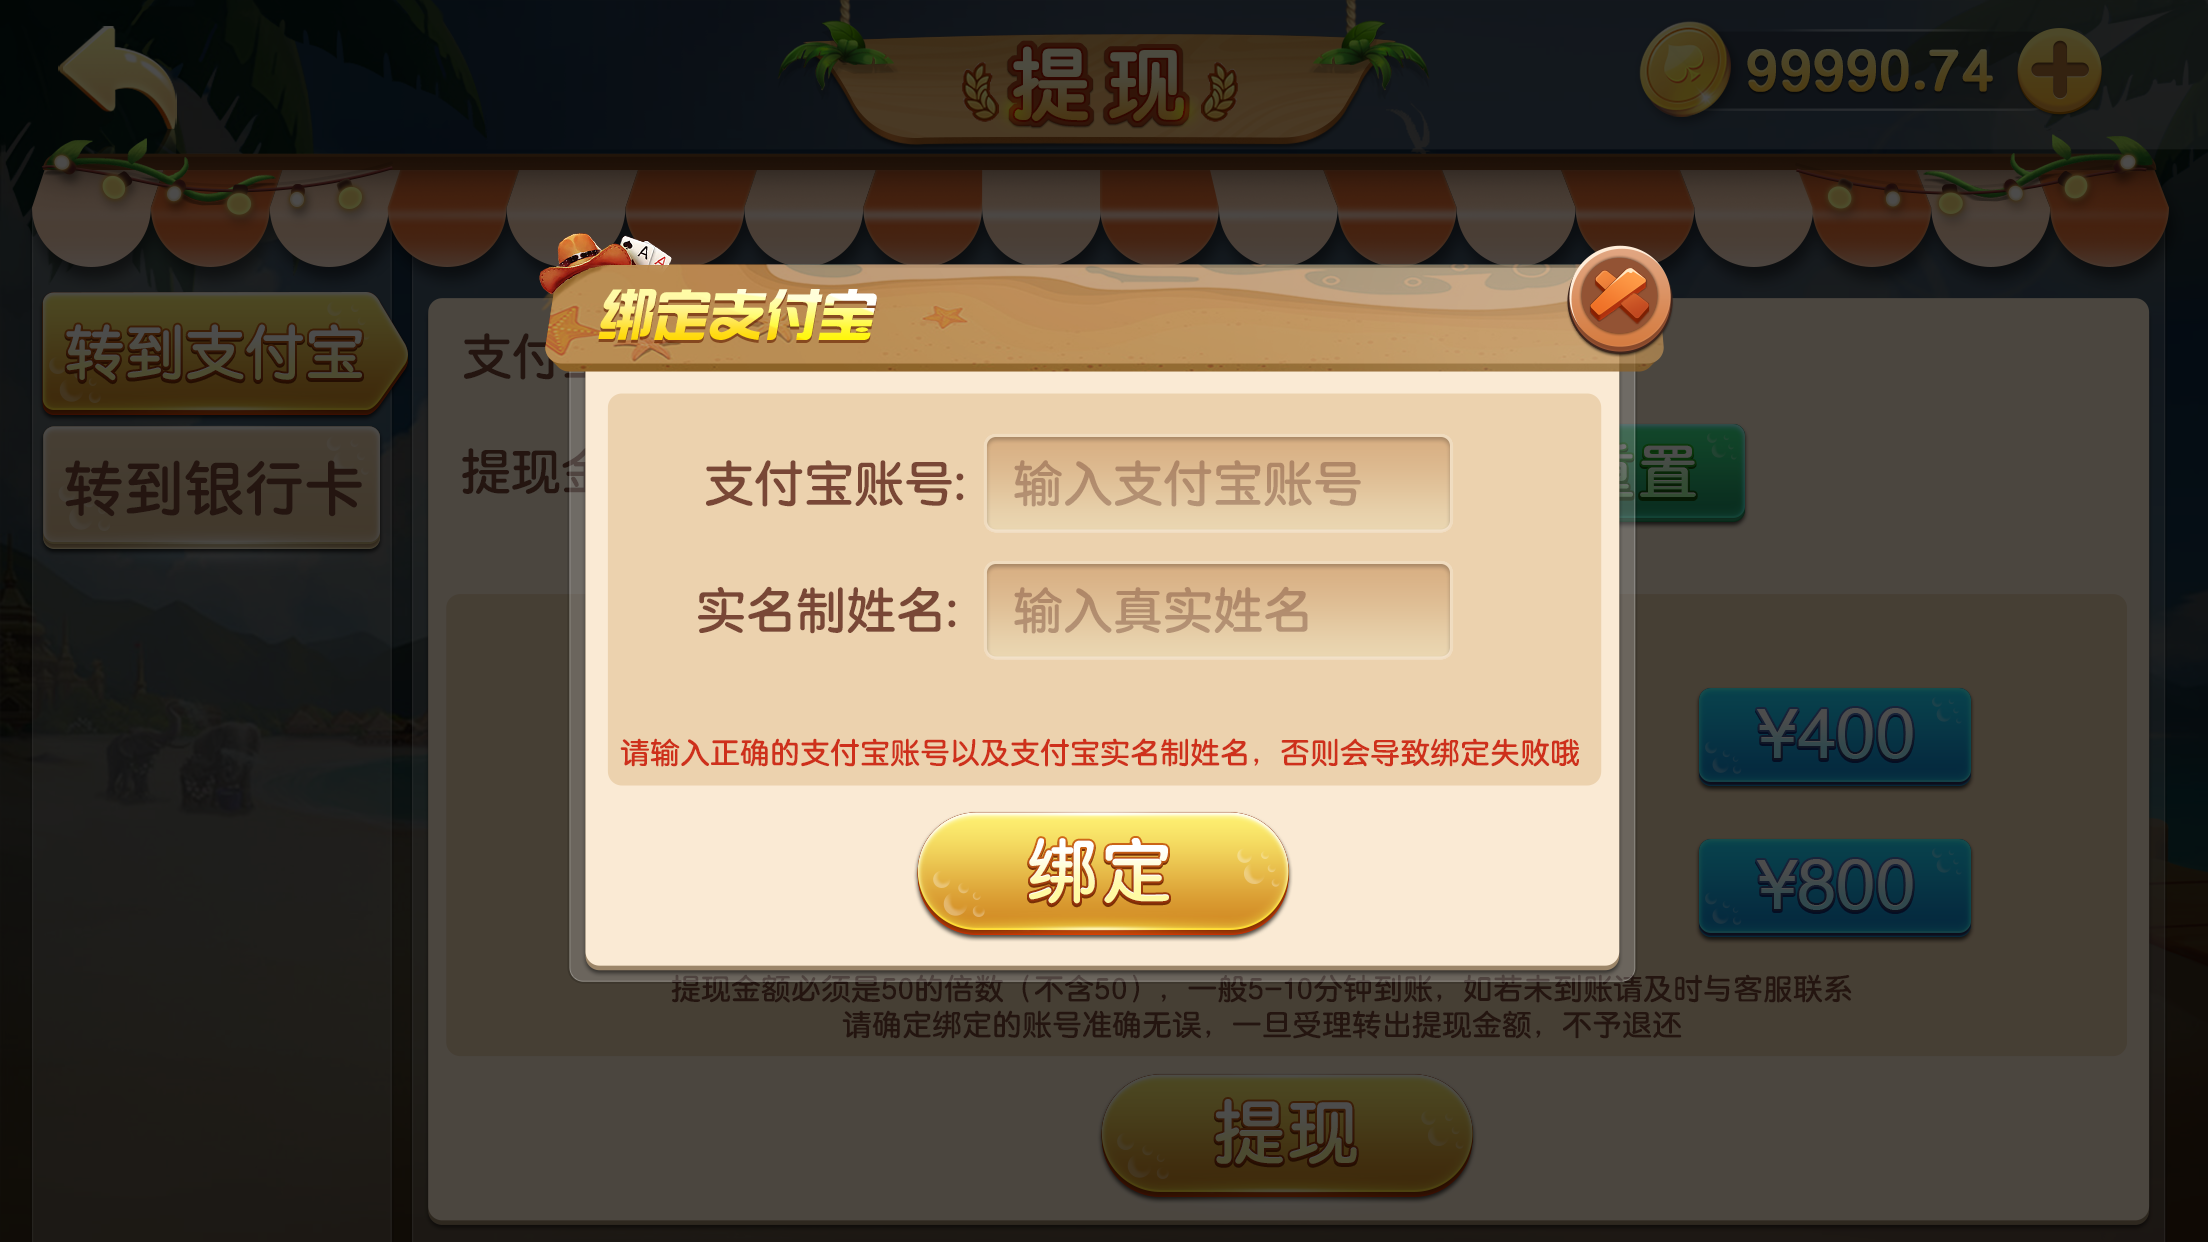 提现
99990.74
绑定支付宝
转到支付宝
支付
支付宝账号:
输入支付宝账号
转到银行卡
提现金
置
实名制姓名:
输入真实姓名
请输入正确的支付宝账号以及支付宝实名制姓名，否则会导致绑定失败哦
¥400
绑定
¥800
提现金额必须是50的倍数（不含50），一般5-10分钟到账，如若未到账请及时与客服联系
请确定绑定的账号准确无误，一旦受理转出提现金额，不予退还
提现